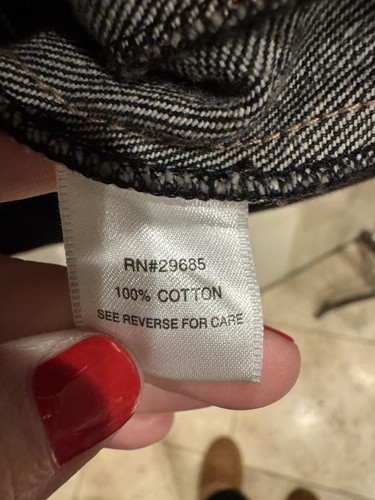 RN#29685
100% COTTON
SEE REVERSE FOR CARE